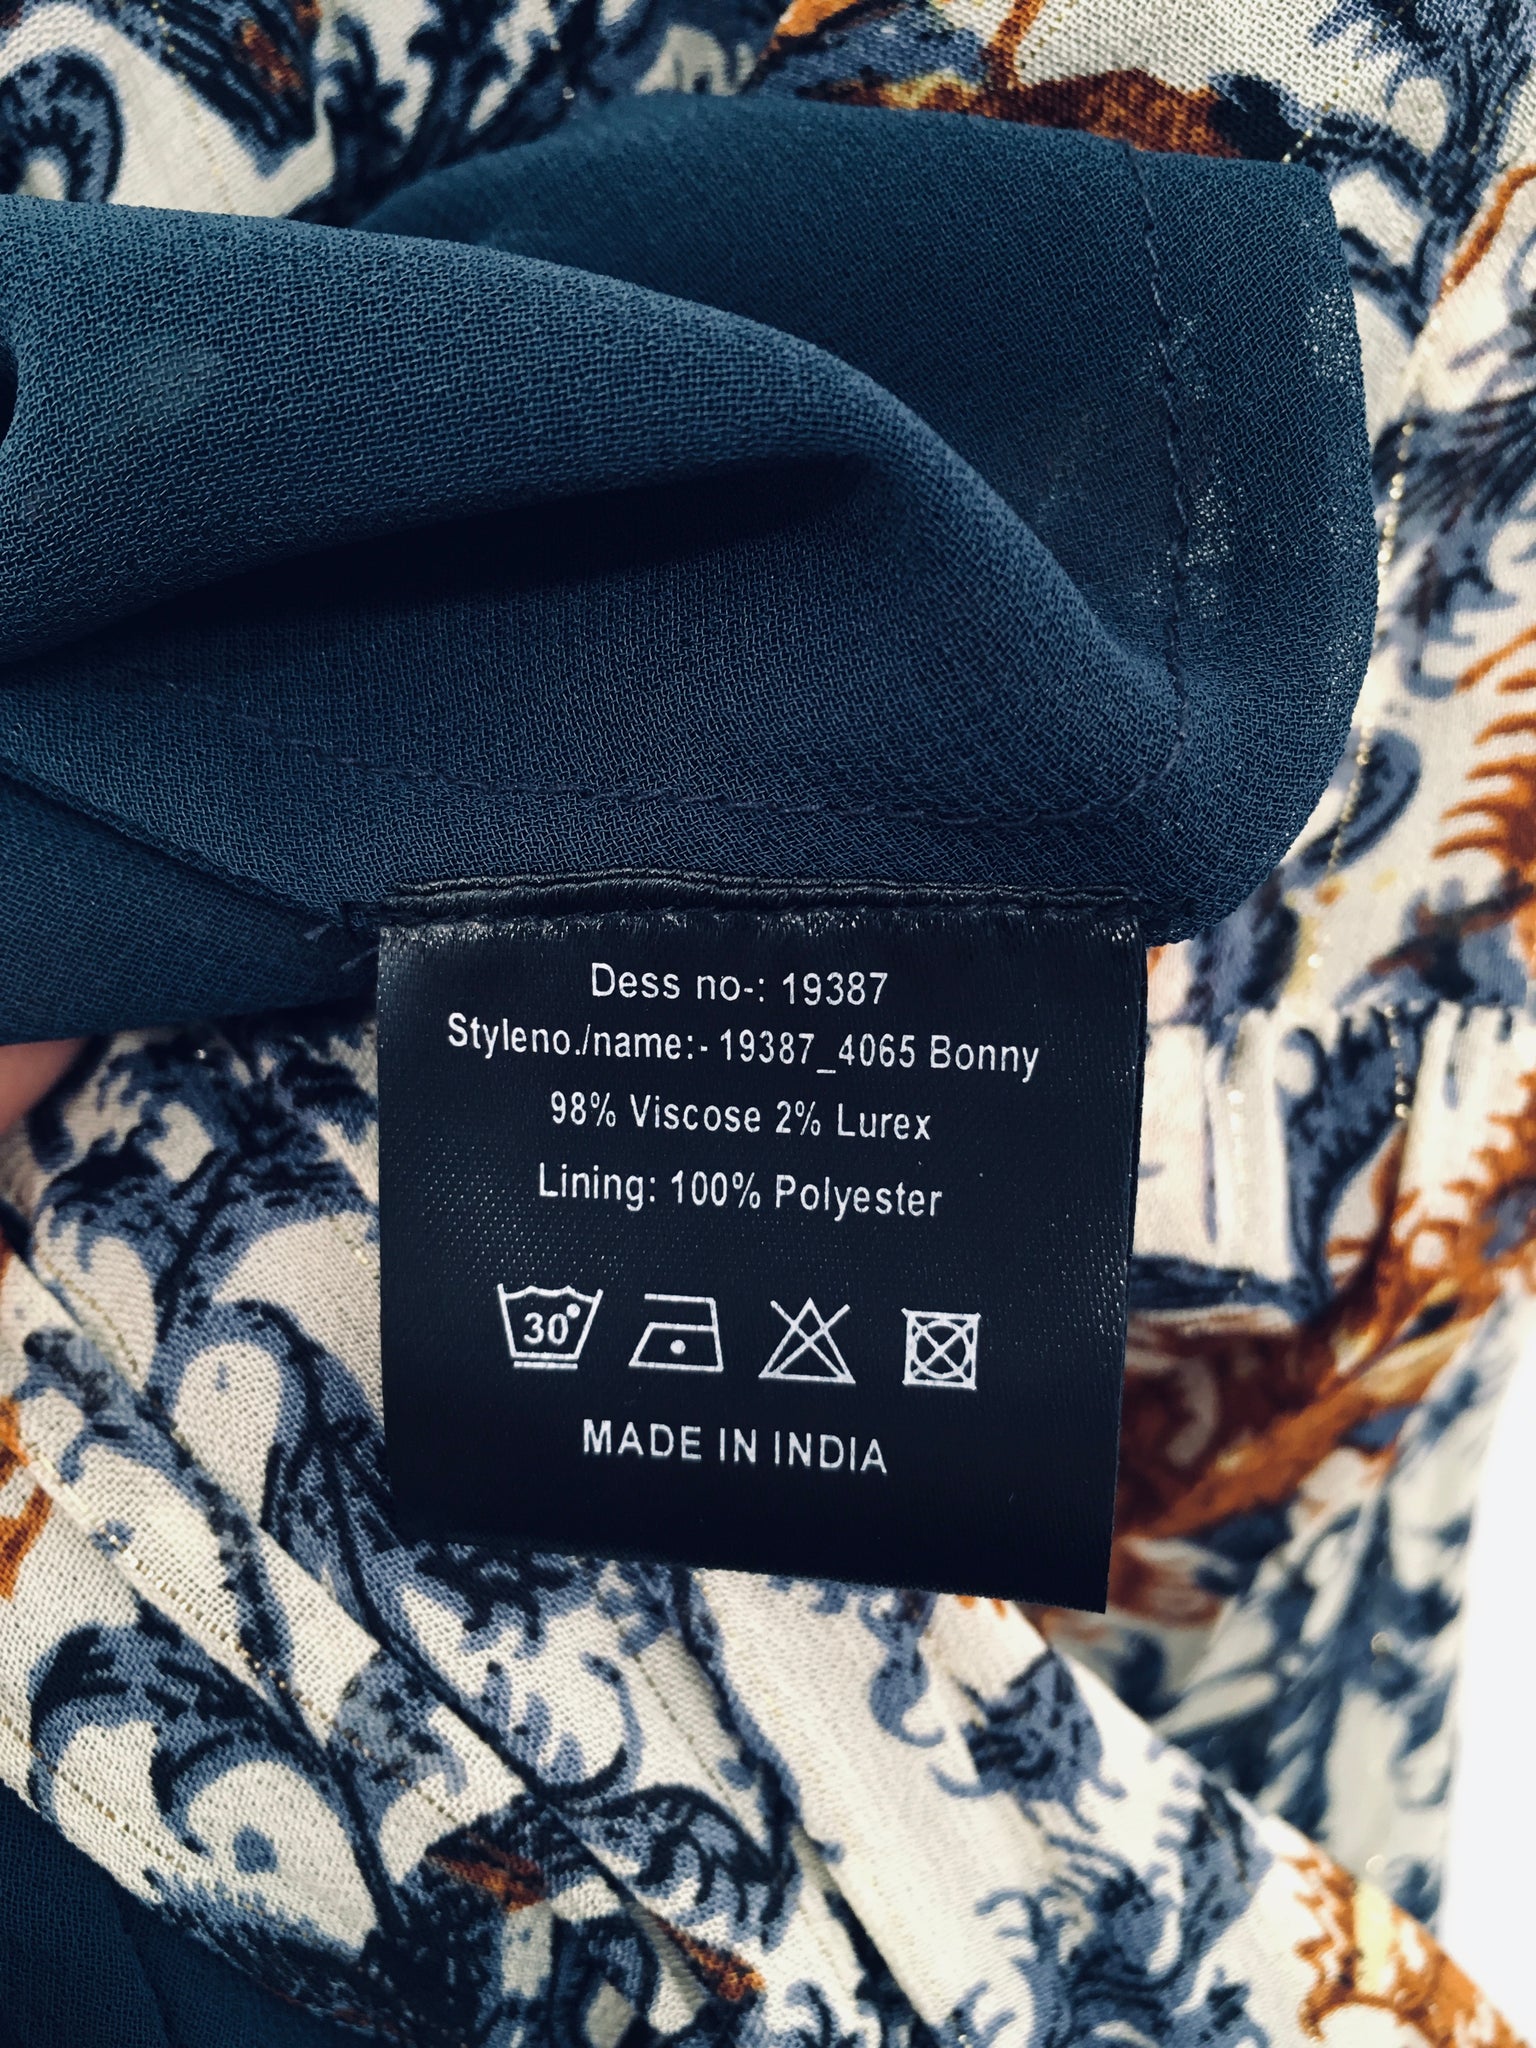 Dess no-: 19387
Styleno./name:- 19387_4065 Bonny
98% Viscose 2% Lurex
Lining: 100% Polyester
30°
MADE IN INDIA